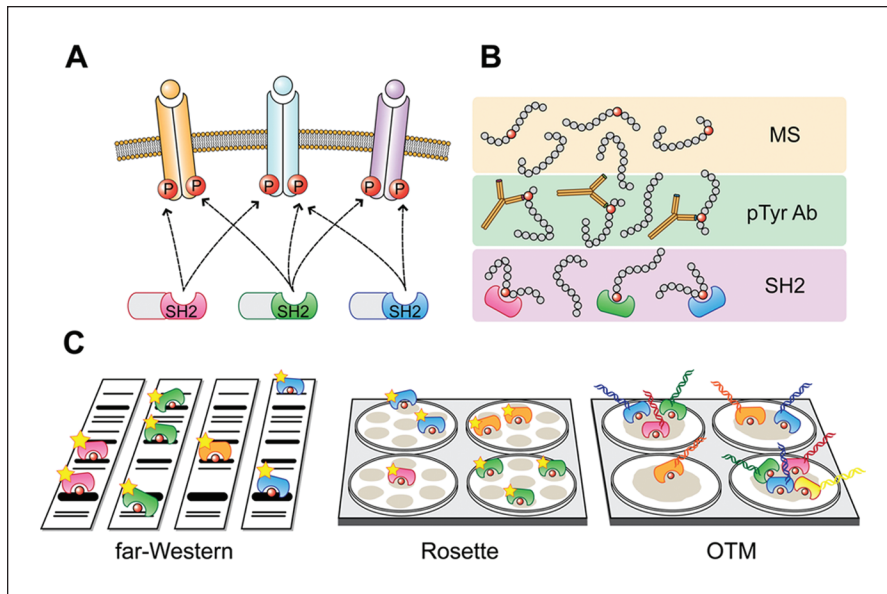 A
P P P P P P
SH2 SH2 SH2
B
MS
pTyr Ab
SH2
C
far-Western Rosette OTM